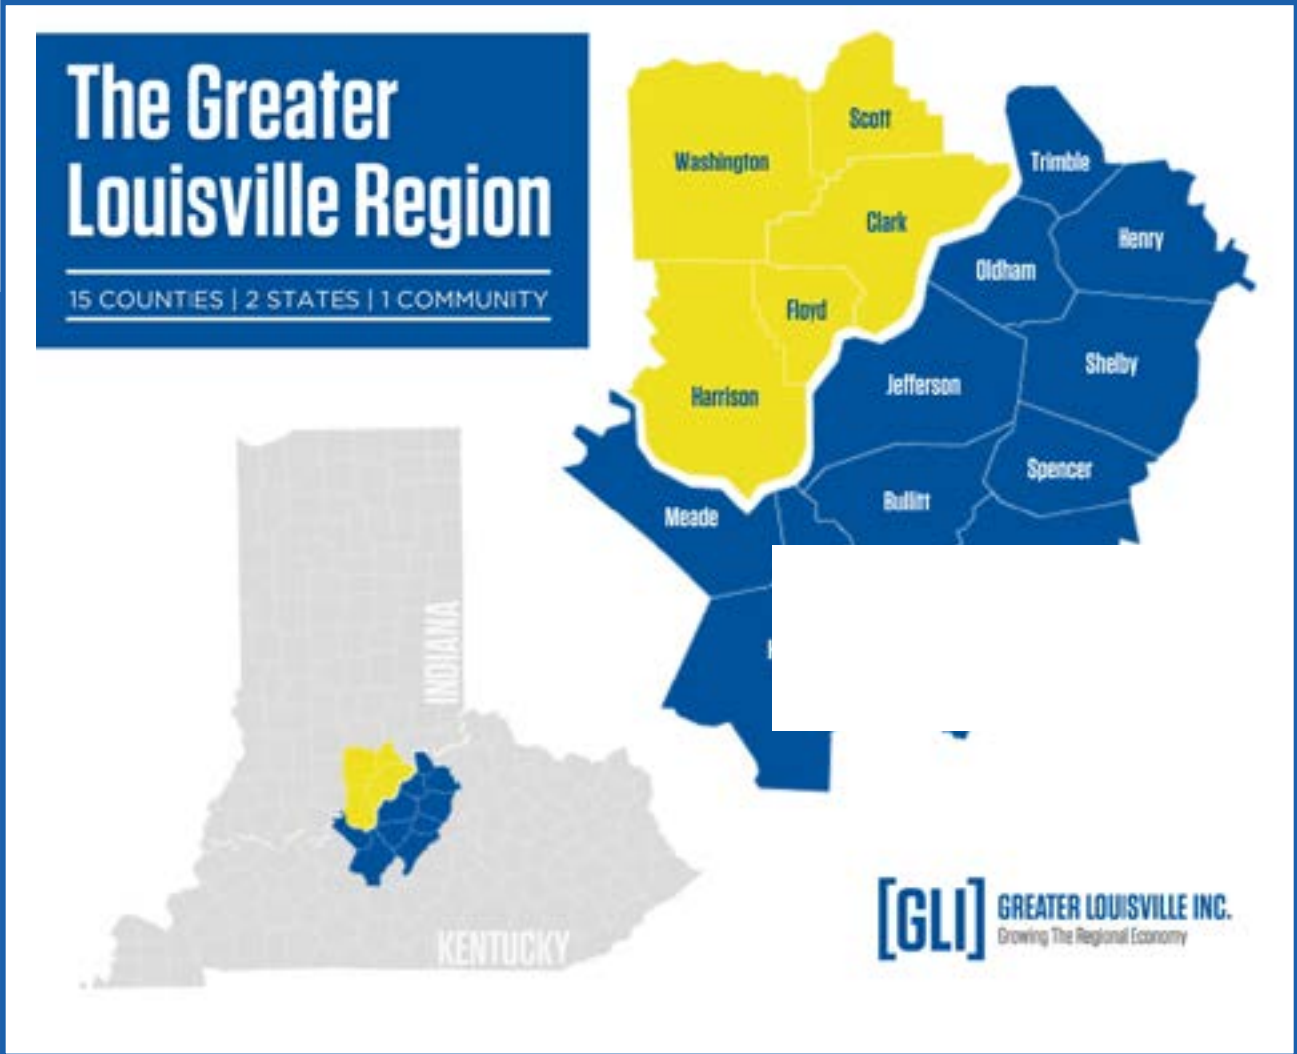 The Greater
Louisville Region
15 COUNTIES | 2 STATES | 1 COMMUNITY
Scott
Washington
Trimble
Clark
Henry
Oldham
Floyd
Shelby
Jefferson
Harrison
Spencer
Bullitt
Meade
INDIANA
KENTUCKY
[GLI] GREATER LOUISVILLE INC.
Growing The Regional Economy